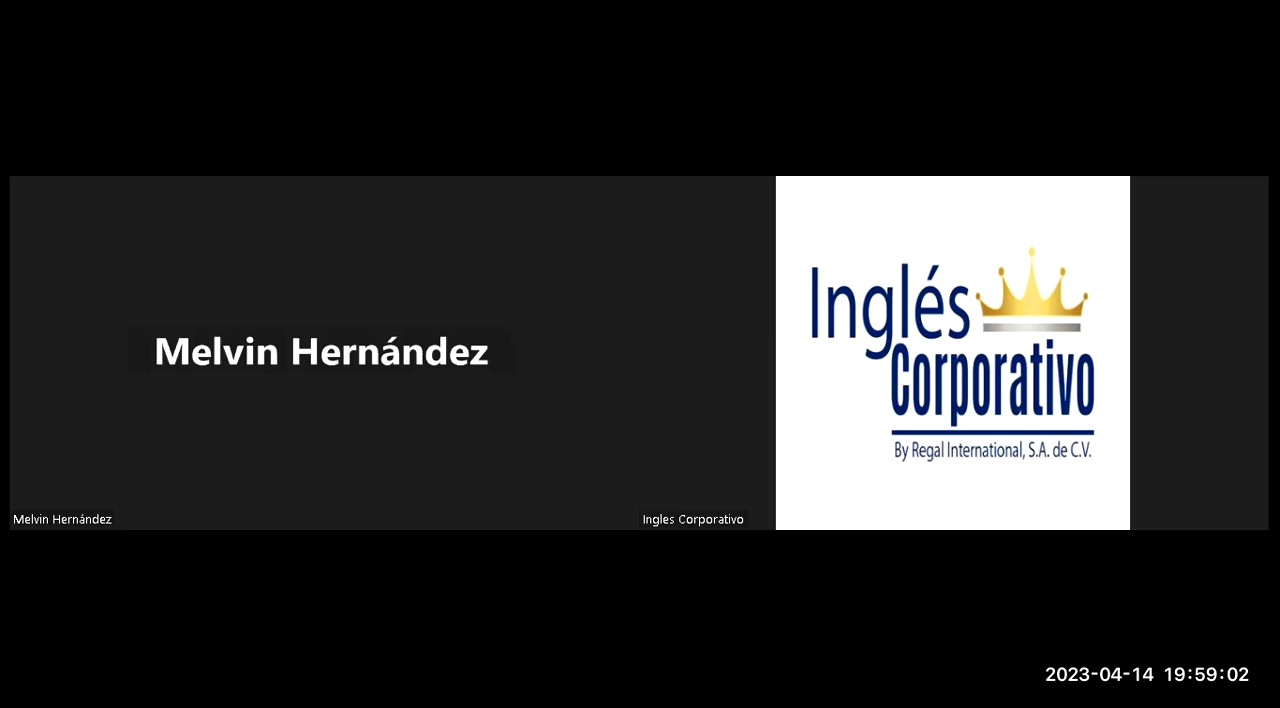 Melvin Hernández
Melvin Hernández
Inglés
Corporativo
By Regal International, S.A. de C.V.
Ingles Corporativo
2023-04-14 19:59:02